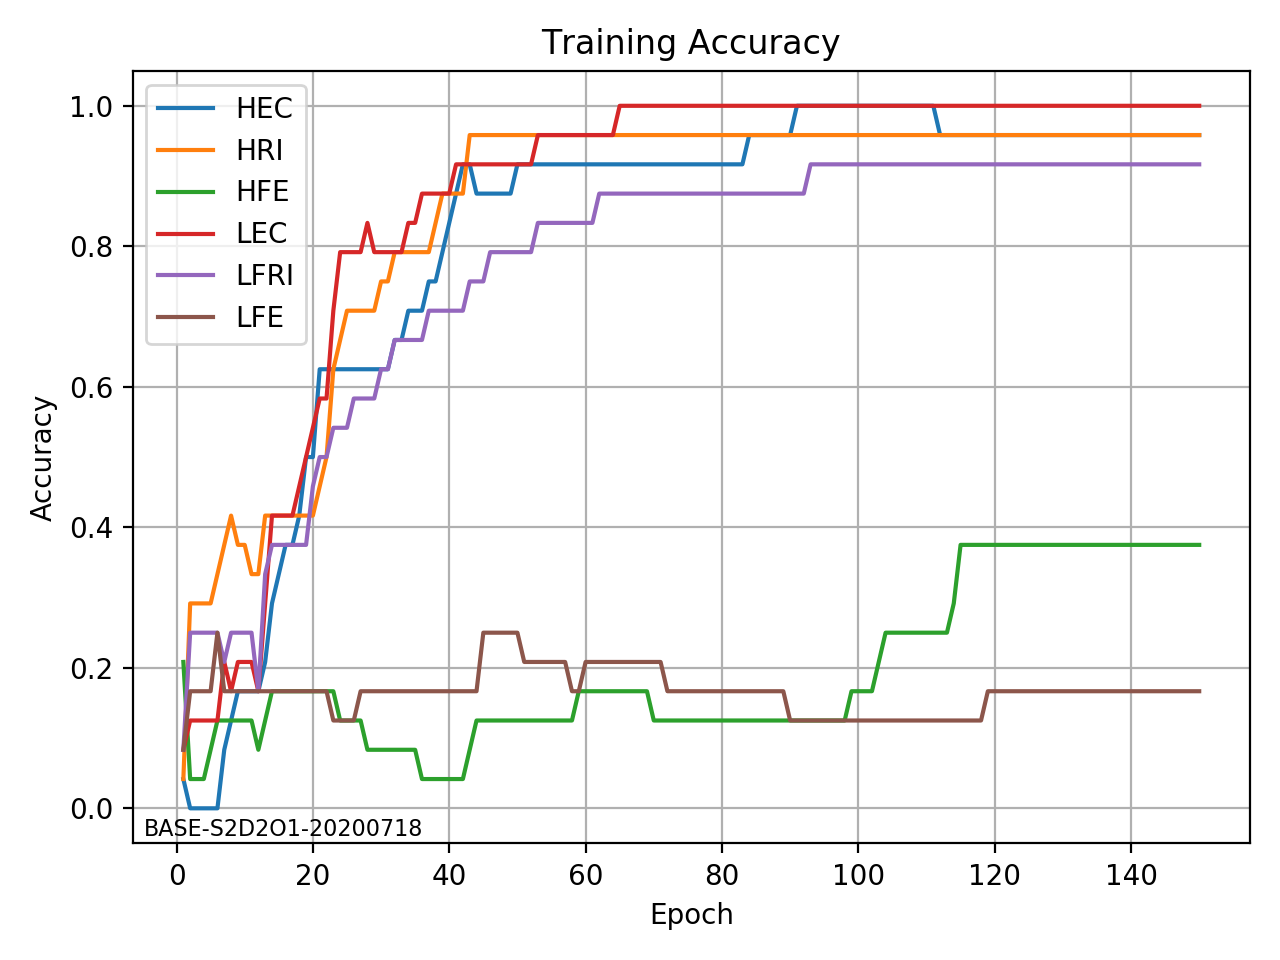 Training Accuracy
1.0
0.8
0.6
0.4
0.2
0.0
Accuracy
HEC
HRI
HFE
LEC
LFRI
LFE
BASE-S2D2O1-20200718
0 20 40 60 80 100 120 140
Epoch